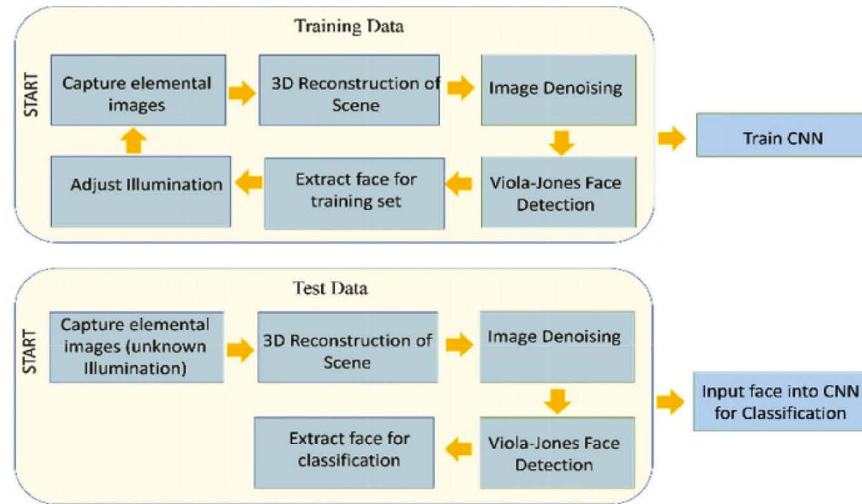 Training Data
START
Capture elemental
images
3D Reconstruction of
Scene
Image Denoising
Train CNN
Adjust Illumination
Extract face for
training set
Viola-Jones Face
Detection
Test Data
START
Capture elemental
images (unknown
Illumination)
3D Reconstruction of
Scene
Image Denoising
Input face into CNN
for Classification
Extract face for
classification
Viola-Jones Face
Detection